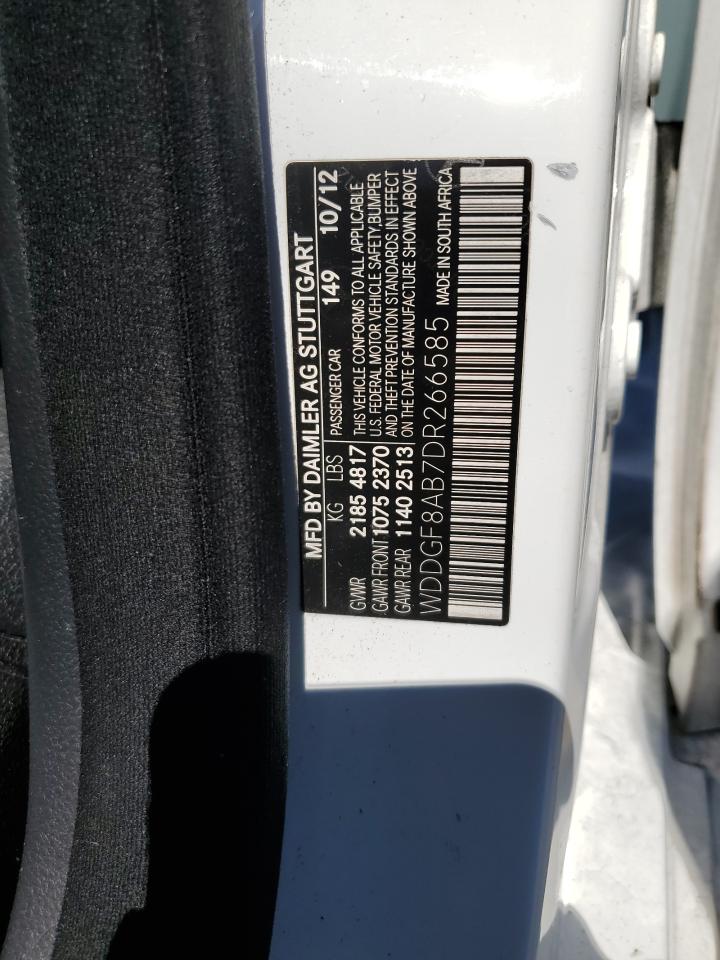 MFD BY DAIMLER AG STUTTGART
KG LBS PASSENGER CAR 149 10/12
GVWR 2185 4817 THIS VEHICLE CONFORMS TO ALL APPLICABLE
GAWR FRONT 1075 2370 U.S. FEDERAL MOTOR VEHICLE SAFETY,BUMPER
GAWR REAR 1140 2513 AND THEFT PREVENTION STANDARDS IN EFFECT
ON THE DATE OF MANUFACTURE SHOWN ABOVE
WDDGF8AB7DR266585 MADE IN SOUTH AFRICA